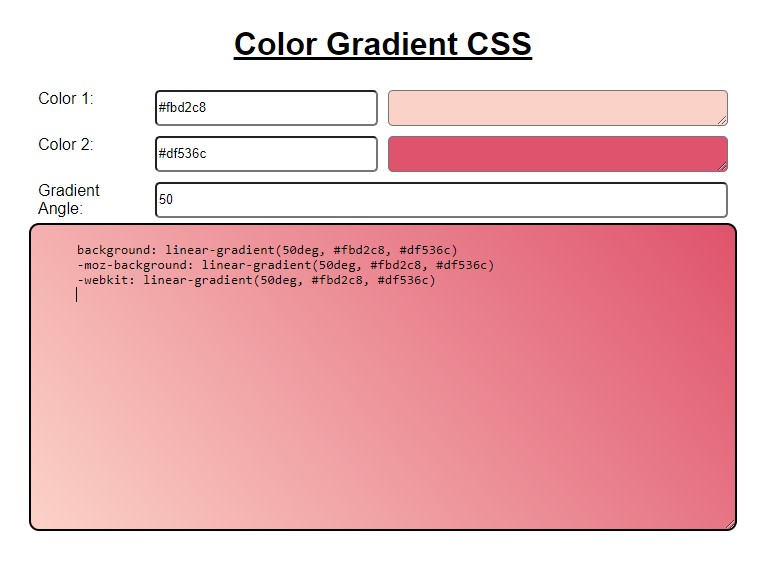 Color Gradient CSS
Color 1:
#fbd2c8
Color 2:
#df536c
Gradient
Angle:
50
background: linear-gradient(50deg, #fbd2c8, #df536c)
-moz-background: linear-gradient(50deg, #fbd2c8, #df536c)
-webkit: linear-gradient(50deg, #fbd2c8, #df536c)